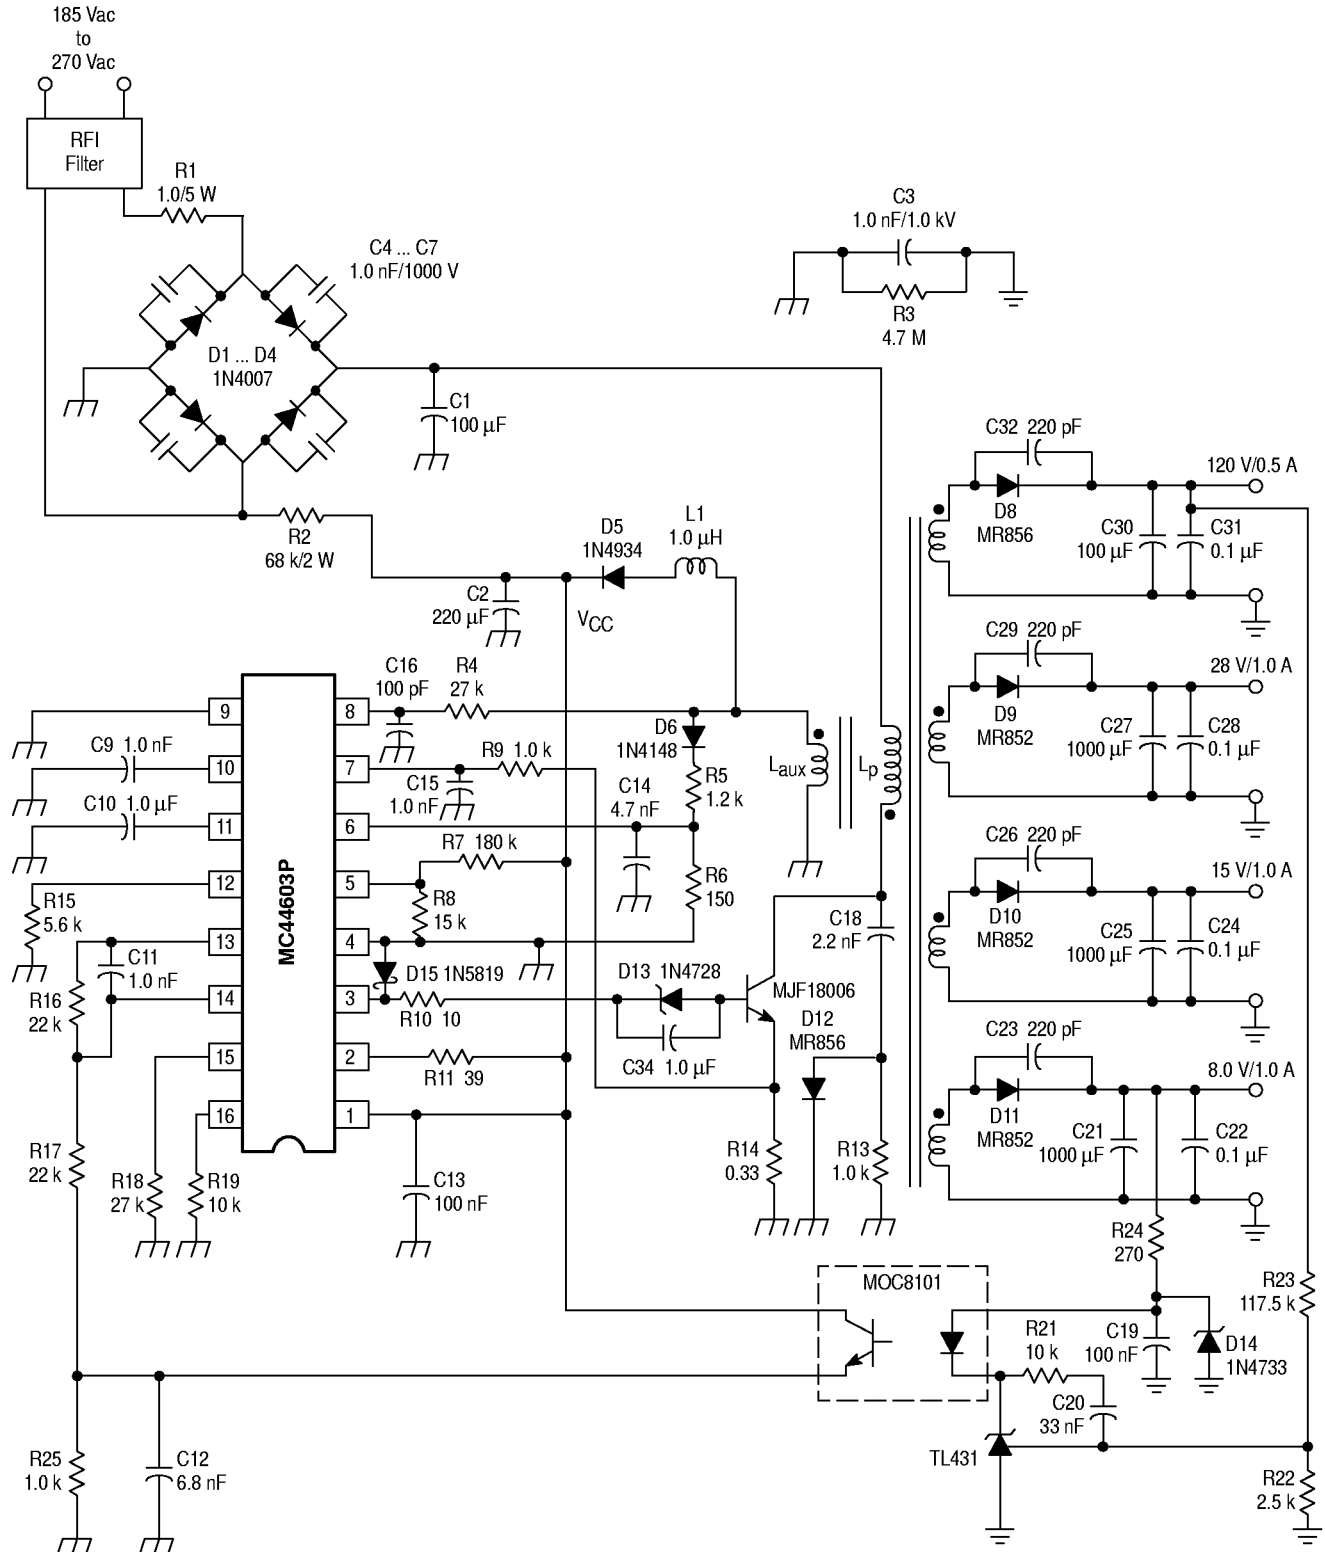 185 Vac
to
270 Vac
RFI
Filter
R1
1.0/5 W
C4 ... C7
1.0 nF/1000 V
C3
1.0 nF/1.0 kV
R3
4.7 M
D1 ... D4
1N4007
C1
100 µF
R2
68 k/2 W
D5
1N4934
L1
1.0 µH
C2
220 µF
VCC
C32 220 pF
120 V/0.5 A
D8
MR856
C30
100 µF
C31
0.1 µF
C29 220 pF
28 V/1.0 A
D9
MR852
C27
1000 µF
C28
0.1 µF
C26 220 pF
15 V/1.0 A
D10
MR852
C25
1000 µF
C24
0.1 µF
C23 220 pF
8.0 V/1.0 A
D11
MR852
C21
1000 µF
C22
0.1 µF
C16
100 pF
R4
27 k
D6
1N4148
R9 1.0 k
C15
1.0 nF
C14
4.7 nF
R5
1.2 k
Laux
Lp
R7 180 k
R8
15 k
R6
150
C18
2.2 nF
D15 1N5819
D13 1N4728
MJF18006
R10 10
C34 1.0 µF
D12
MR856
R11 39
R14
0.33
R13
1.0 k
C13
100 nF
MC44603P
9
10
11
12
13
14
15
16
8
7
6
5
4
3
2
1
C9 1.0 nF
C10 1.0 µF
R15
5.6 k
C11
1.0 nF
R16
22 k
R17
22 k
R18
27 k
R19
10 k
R24
270
R23
117.5 k
MOC8101
R21
10 k
C19
100 nF
D14
1N4733
C20
33 nF
TL431
R22
2.5 k
R25
1.0 k
C12
6.8 nF